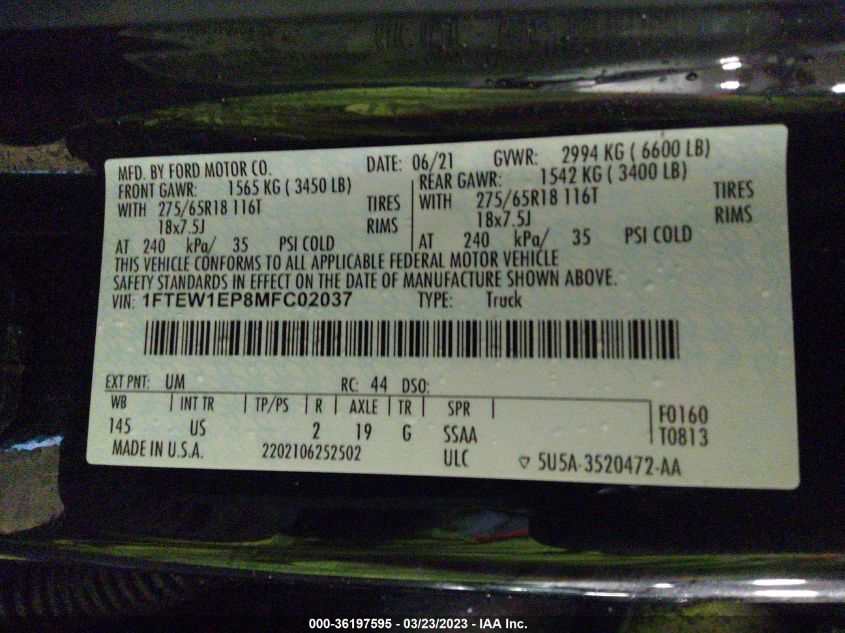 MFD. BY FORD MOTOR CO. DATE: 06/21 GVWR: 2994 KG ( 6600 LB)
FRONT GAWR: 1565 KG ( 3450 LB) REAR GAWR: 1542 KG ( 3400 LB)
WITH 275/65R18 116T TIRES WITH 275/65R18 116T TIRES
18x7.5J RIMS 18x7.5J RIMS
AT 240 kPa/ 35 PSI COLD AT 240 kPa/ 35 PSI COLD
THIS VEHICLE CONFORMS TO ALL APPLICABLE FEDERAL MOTOR VEHICLE
SAFETY STANDARDS IN EFFECT ON THE DATE OF MANUFACTURE SHOWN ABOVE.
VIN: 1FTEW1EP8MFC02037 TYPE: Truck
EXT PNT: UM RC: 44 DSO:
WB INT TR TP/PS R AXLE TR SPR F0160
145 US 2 19 G SSAA T0813
MADE IN U.S.A. 2202106252502 ULC ▽ 5U5A-3520472-AA
000-36197595 - 03/23/2023 - IAA Inc.